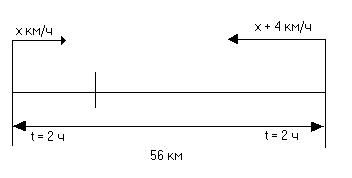 x км/ч
x + 4 км/ч
t = 2 ч
t = 2 ч
56 км